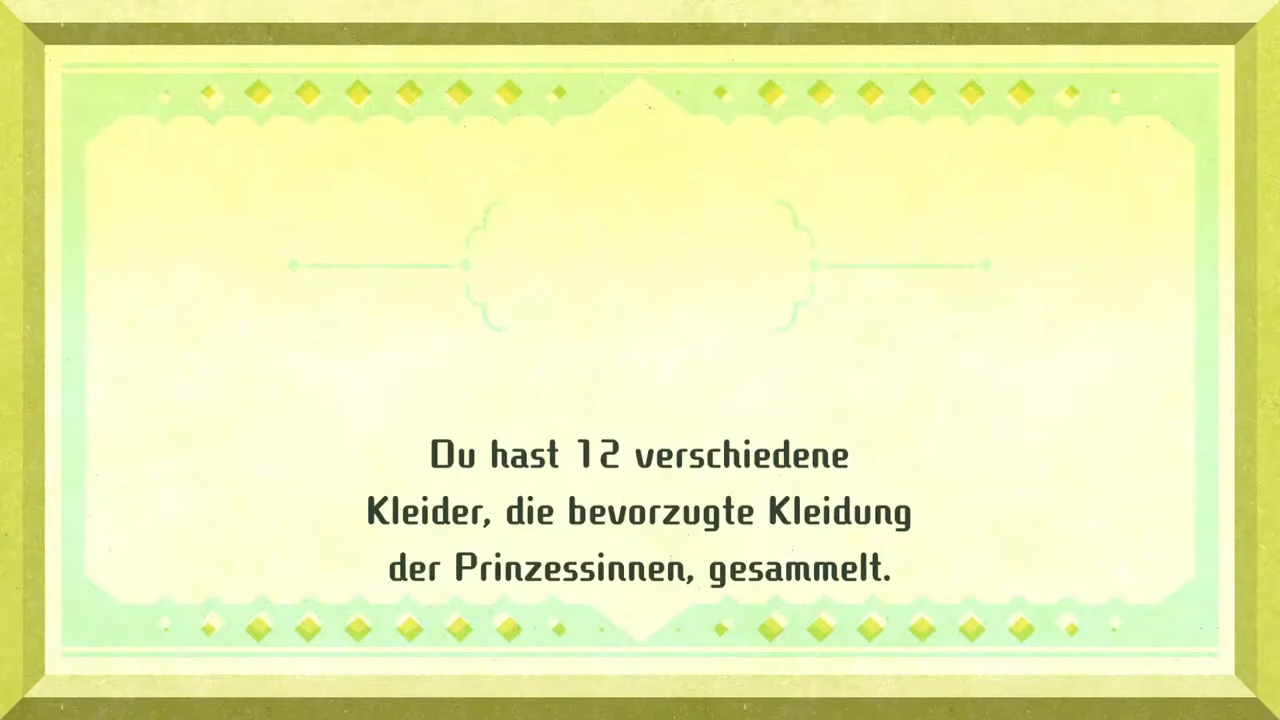 Du hast 12 verschiedene
Kleider, die bevorzugte Kleidung
der Prinzessinnen, gesammelt.